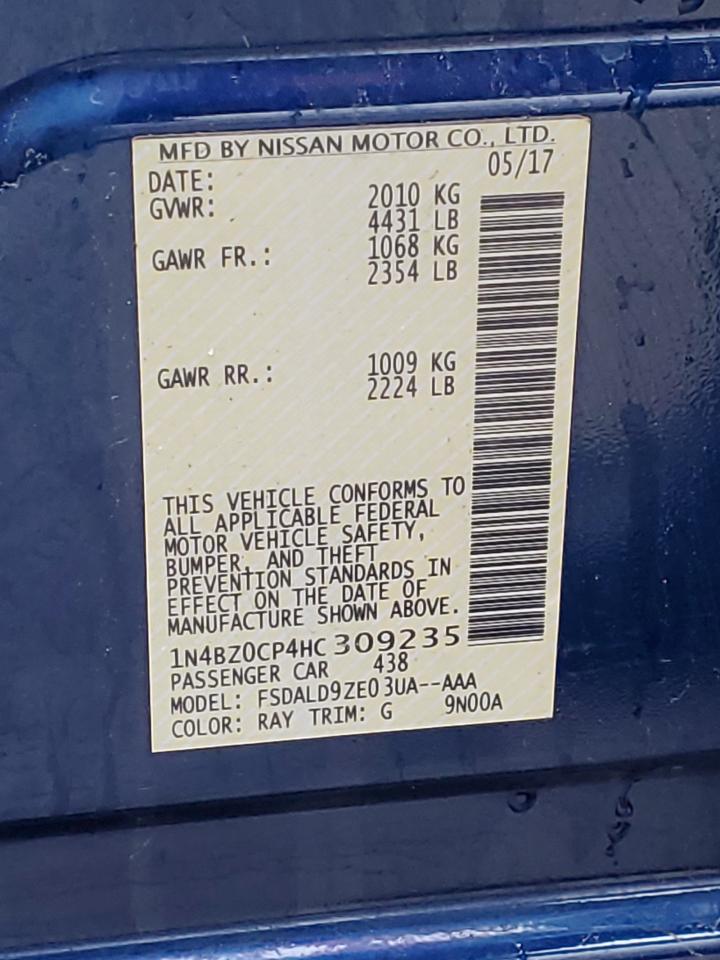 MFD BY NISSAN MOTOR CO., LTD.
DATE: 05/17
GVWR: 2010 KG
4431 LB
GAWR FR.: 1068 KG
2354 LB
GAWR RR.: 1009 KG
2224 LB
THIS VEHICLE CONFORMS TO
ALL APPLICABLE FEDERAL
MOTOR VEHICLE SAFETY,
BUMPER, AND THEFT
PREVENTION STANDARDS IN
EFFECT ON THE DATE OF
MANUFACTURE SHOWN ABOVE.
1N4BZ0CP4HC 309235
PASSENGER CAR 438
MODEL: FSDALD9ZE03UA--AAA
COLOR: RAY TRIM: G 9N00A